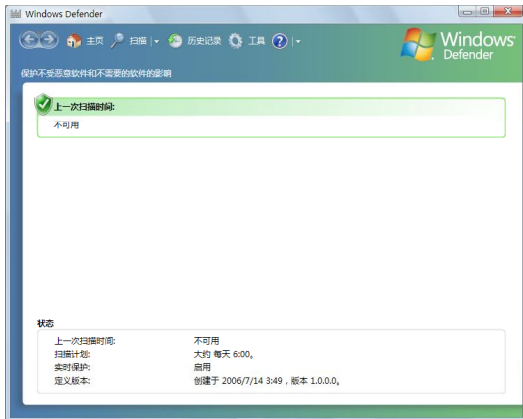 Windows Defender
主页 扫描 历史记录 工具
Windows
Defender
保护不受恶意软件和不需要的软件的影响
上一次扫描时间:
不可用
状态
上一次扫描时间: 不可用
扫描计划: 大约 每天 6:00。
实时保护: 启用
定义版本: 创建于 2006/7/14 3:49，版本 1.0.0.0。